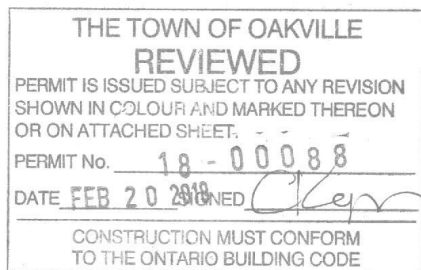 THE TOWN OF OAKVILLE
REVIEWED
PERMIT IS ISSUED SUBJECT TO ANY REVISION
SHOWN IN COLOUR AND MARKED THEREON
OR ON ATTACHED SHEET.
PERMIT No. 18-00088
DATE FEB 20 2018 SIGNED
CONSTRUCTION MUST CONFORM
TO THE ONTARIO BUILDING CODE